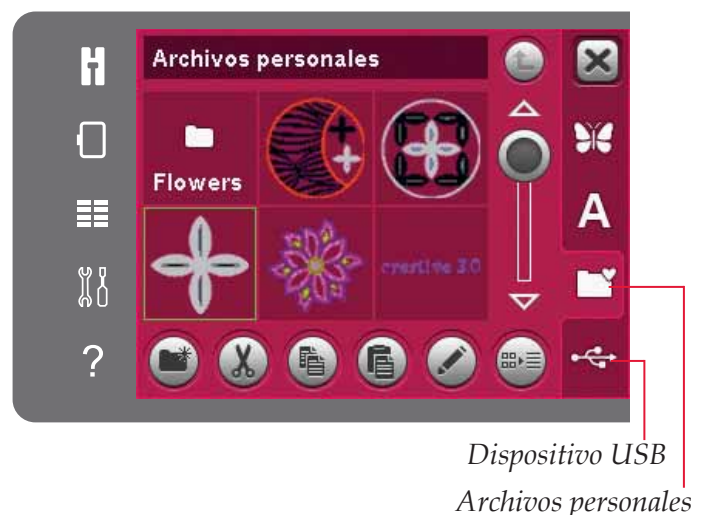 Archivos personales
Flowers
A
creative 3.0
?
Dispositivo USB
Archivos personales